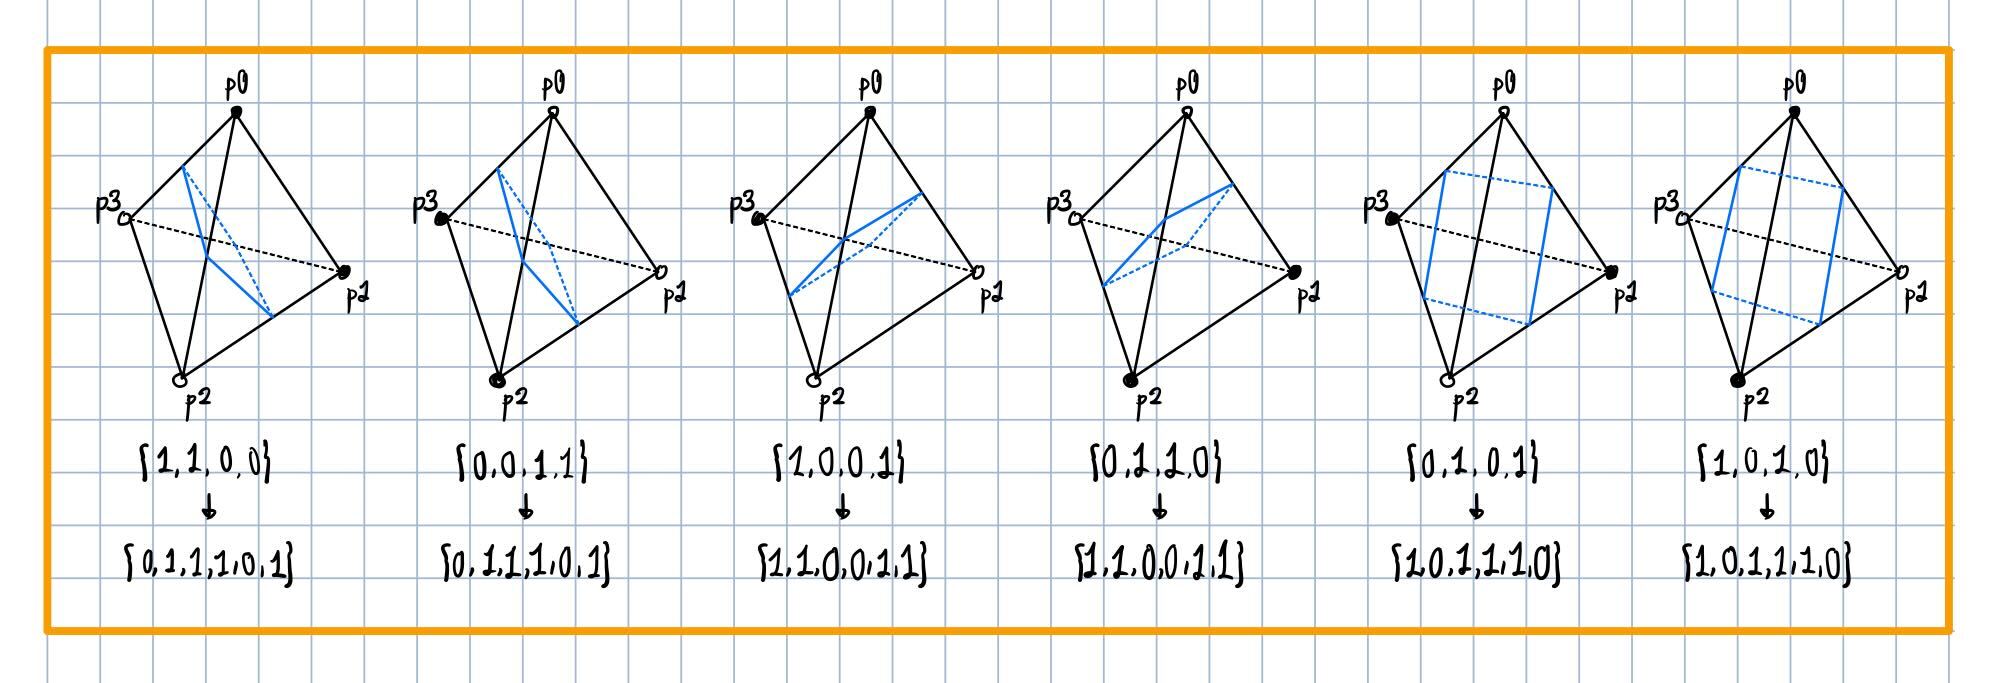 p0 p0 p0 p0 p0 p0
p3 p3 p3 p3 p3 p3
p1 p1 p1 p1 p1 p1
p2 p2 p2 p2 p2 p2
{1,1,0,0} {0,0,1,1} {1,0,0,1} {0,1,1,0} {0,1,0,1} {1,0,1,0}
↓ ↓ ↓ ↓ ↓ ↓
{0,1,1,1,0,1} {0,1,1,1,0,1} {1,1,0,0,1,1} {1,1,0,0,1,1} {1,0,1,1,1,0} {1,0,1,1,1,0}